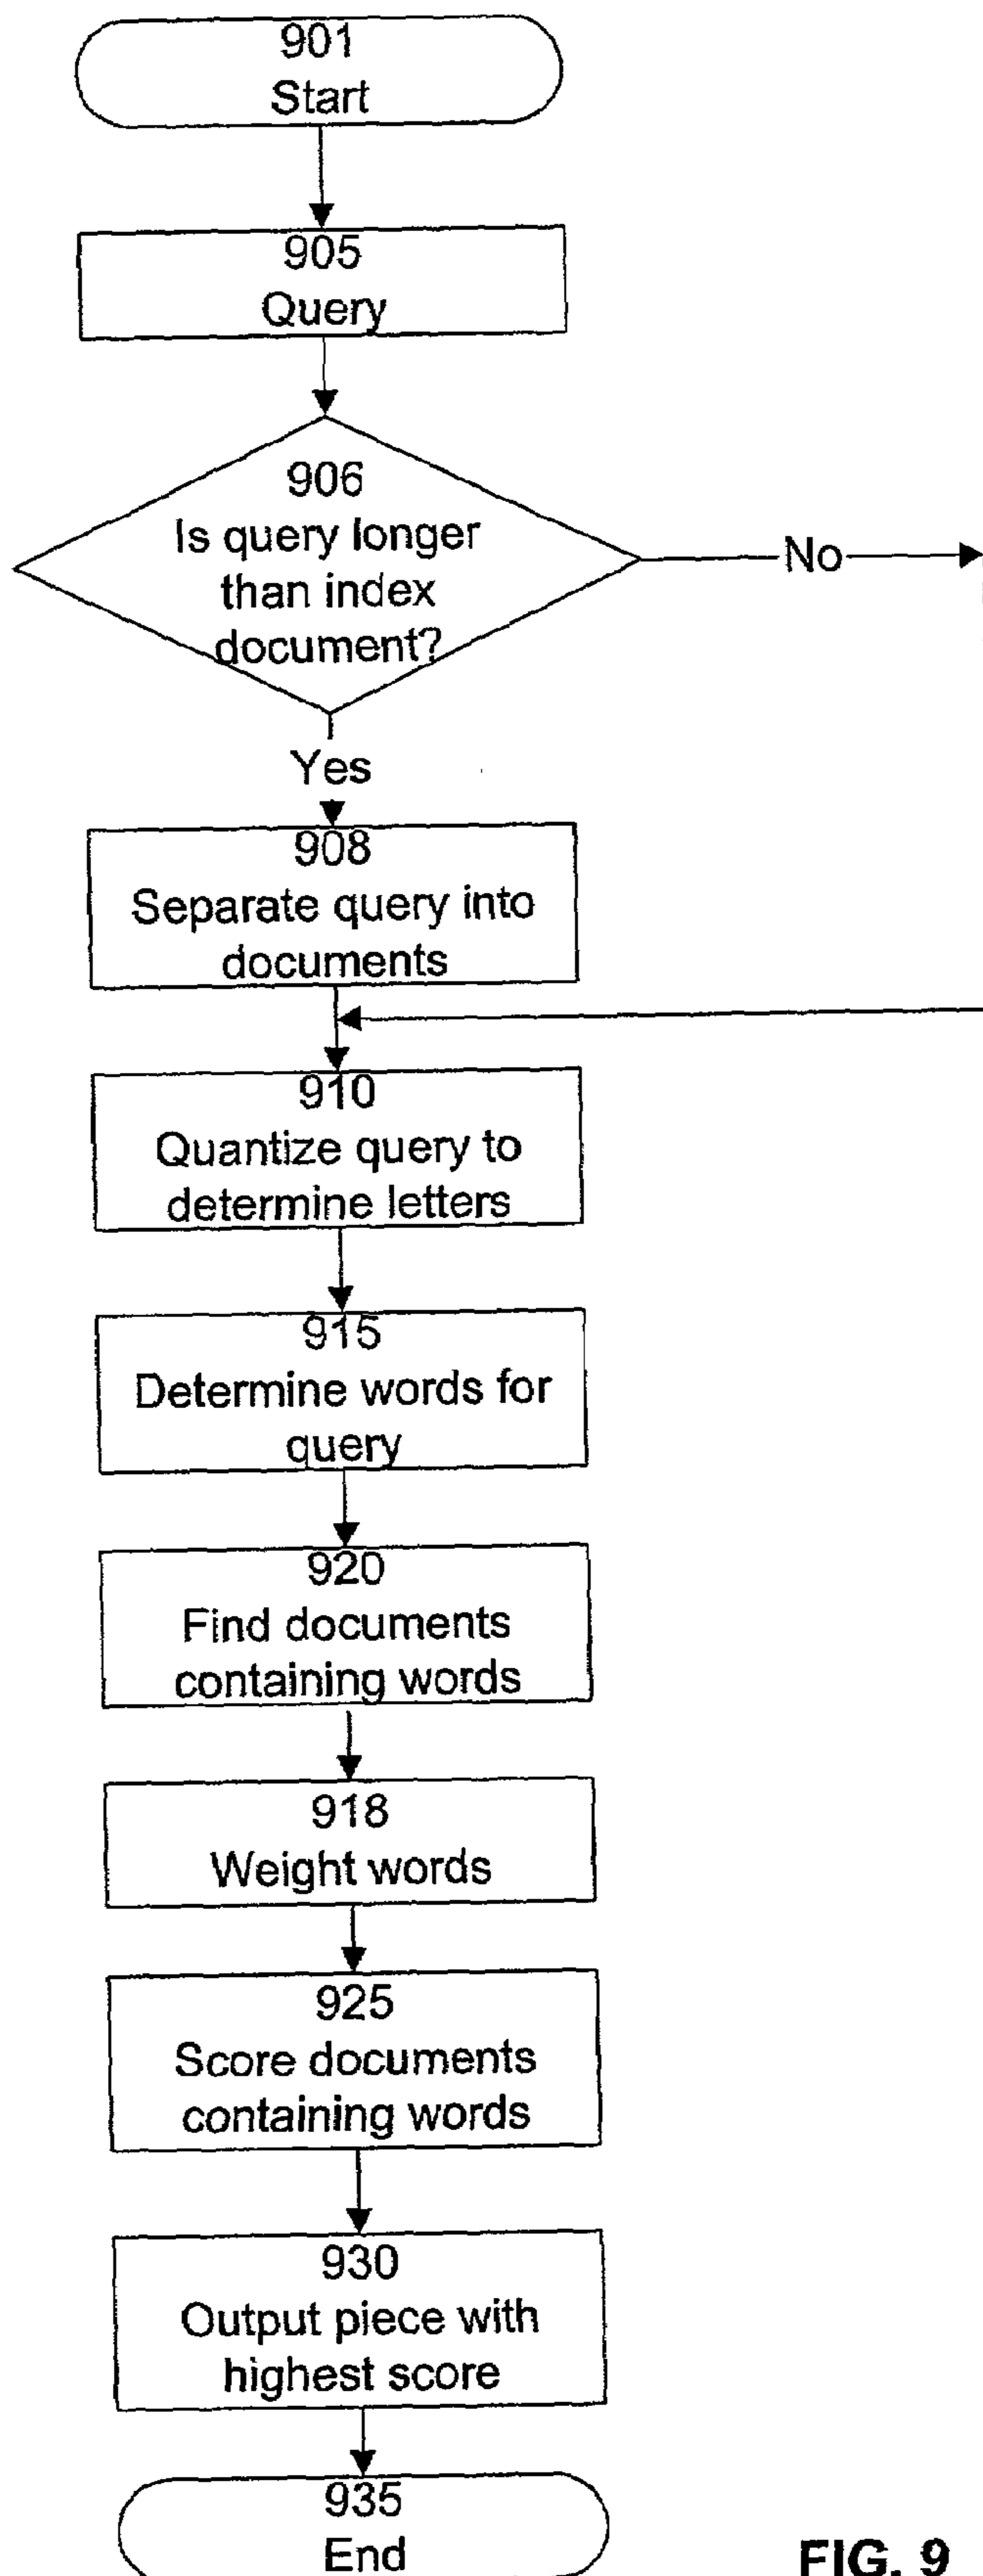 901
Start
905
Query
906
Is query longer
than index
document?
No
Yes
908
Separate query into
documents
910
Quantize query to
determine letters
915
Determine words for
query
920
Find documents
containing words
918
Weight words
925
Score documents
containing words
930
Output piece with
highest score
935
End
FIG. 9